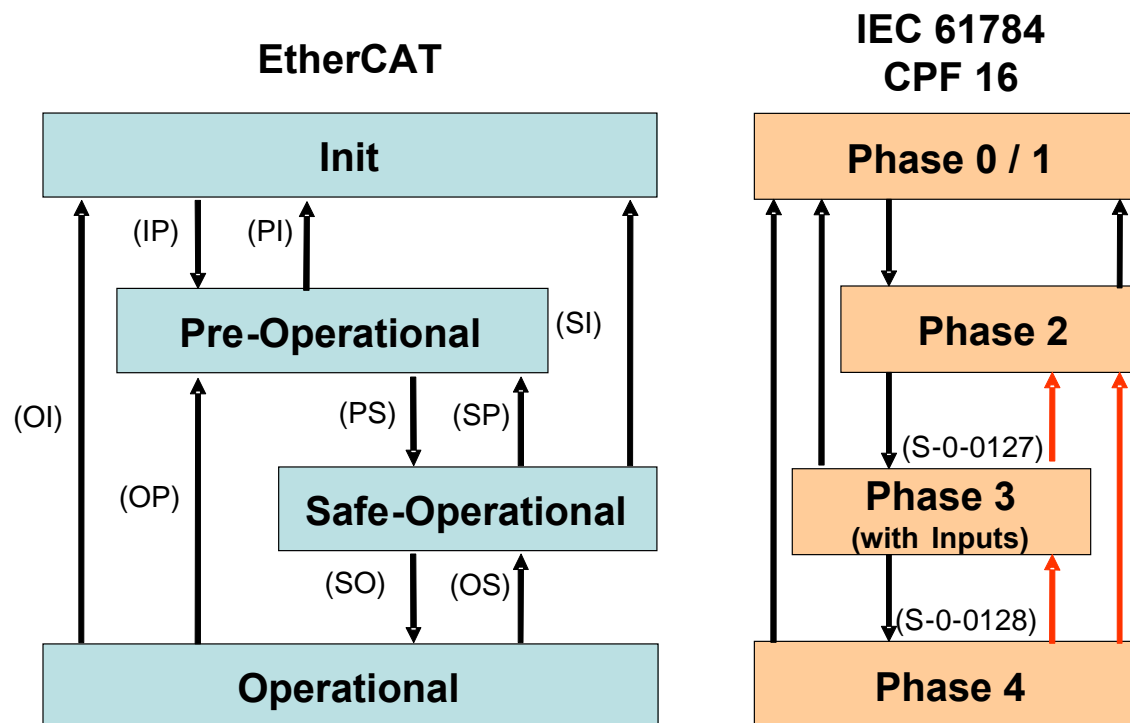 EtherCAT
Init
(IP)
(PI)
Pre-Operational
(SI)
(OI)
(PS)
(SP)
(OP)
Safe-Operational
(SO)
(OS)
Operational
IEC 61784
CPF 16
Phase 0 / 1
Phase 2
(S-0-0127)
Phase 3
(with Inputs)
(S-0-0128)
Phase 4